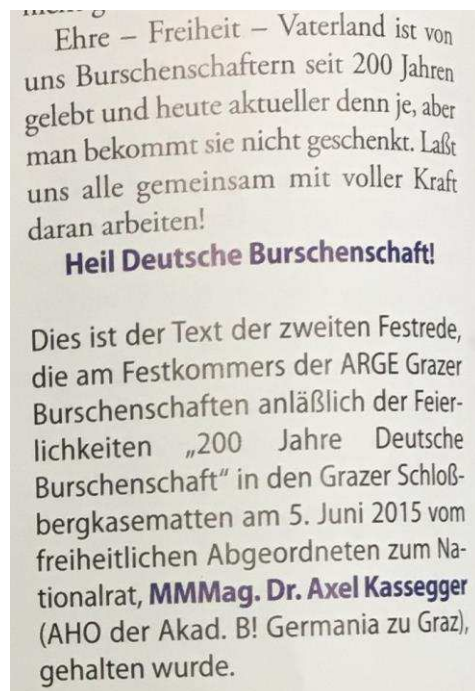 Ehre – Freiheit – Vaterland ist von
uns Burschenschaftern seit 200 Jahren
gelebt und heute aktueller denn je, aber
man bekommt sie nicht geschenkt. Laßt
uns alle gemeinsam mit voller Kraft
daran arbeiten!
Heil Deutsche Burschenschaft!
Dies ist der Text der zweiten Festrede,
die am Festkommers der ARGE Grazer
Burschenschaften anläßlich der Feier-
lichkeiten „200 Jahre Deutsche
Burschenschaft“ in den Grazer Schloß-
bergkasematten am 5. Juni 2015 vom
freiheitlichen Abgeordneten zum Na-
tionalrat, MMMag. Dr. Axel Kassegger
(AHO der Akad. B! Germania zu Graz),
gehalten wurde.